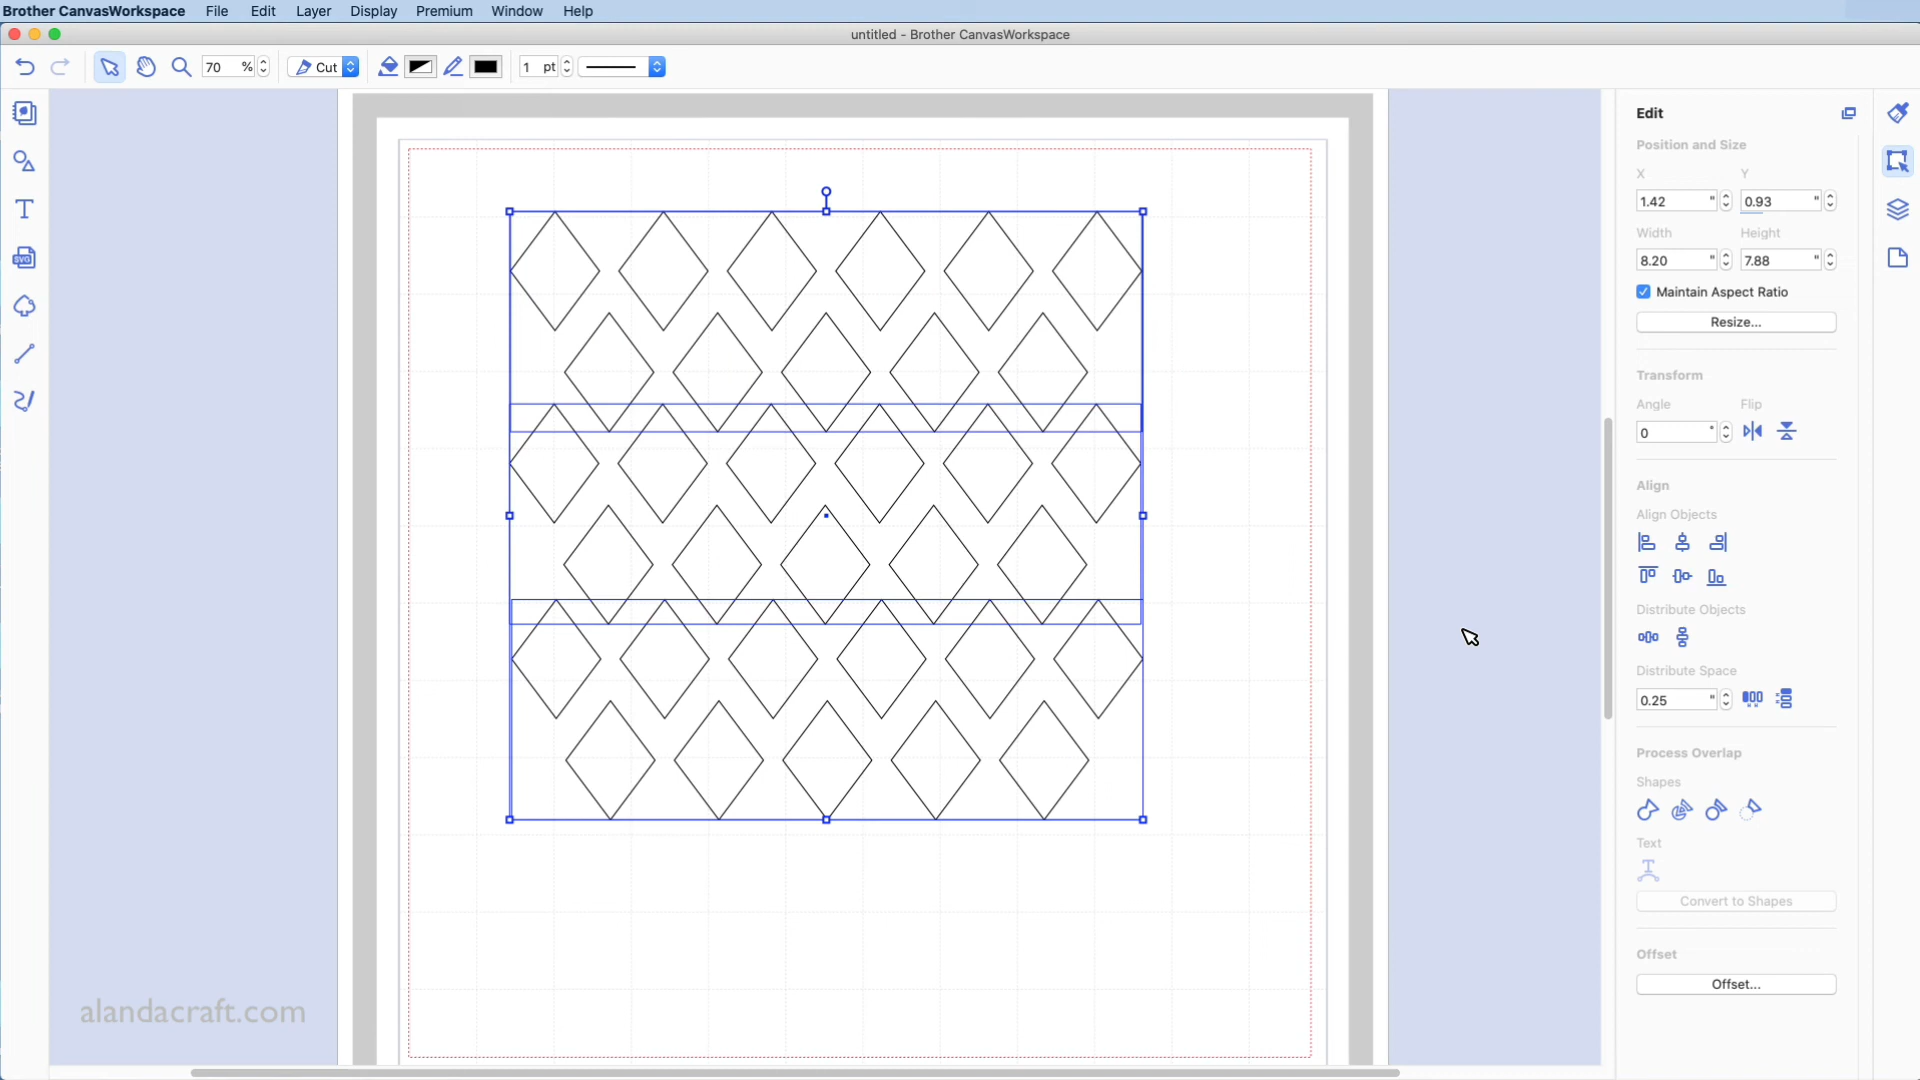 Brother CanvasWorkspace File Edit Layer Display Premium Window Help
untitled - Brother CanvasWorkspace
70 % Cut 1 pt
Edit
Position and Size
X Y
1.42 " 0.93 "
Width Height
8.20 " 7.88 "
Maintain Aspect Ratio
Resize...
Transform
Angle Flip
0 °
Align
Align Objects
Distribute Objects
Distribute Space
0.25 "
Process Overlap
Shapes
Text
Convert to Shapes
Offset
Offset...
T
SVG
alandacraft.com